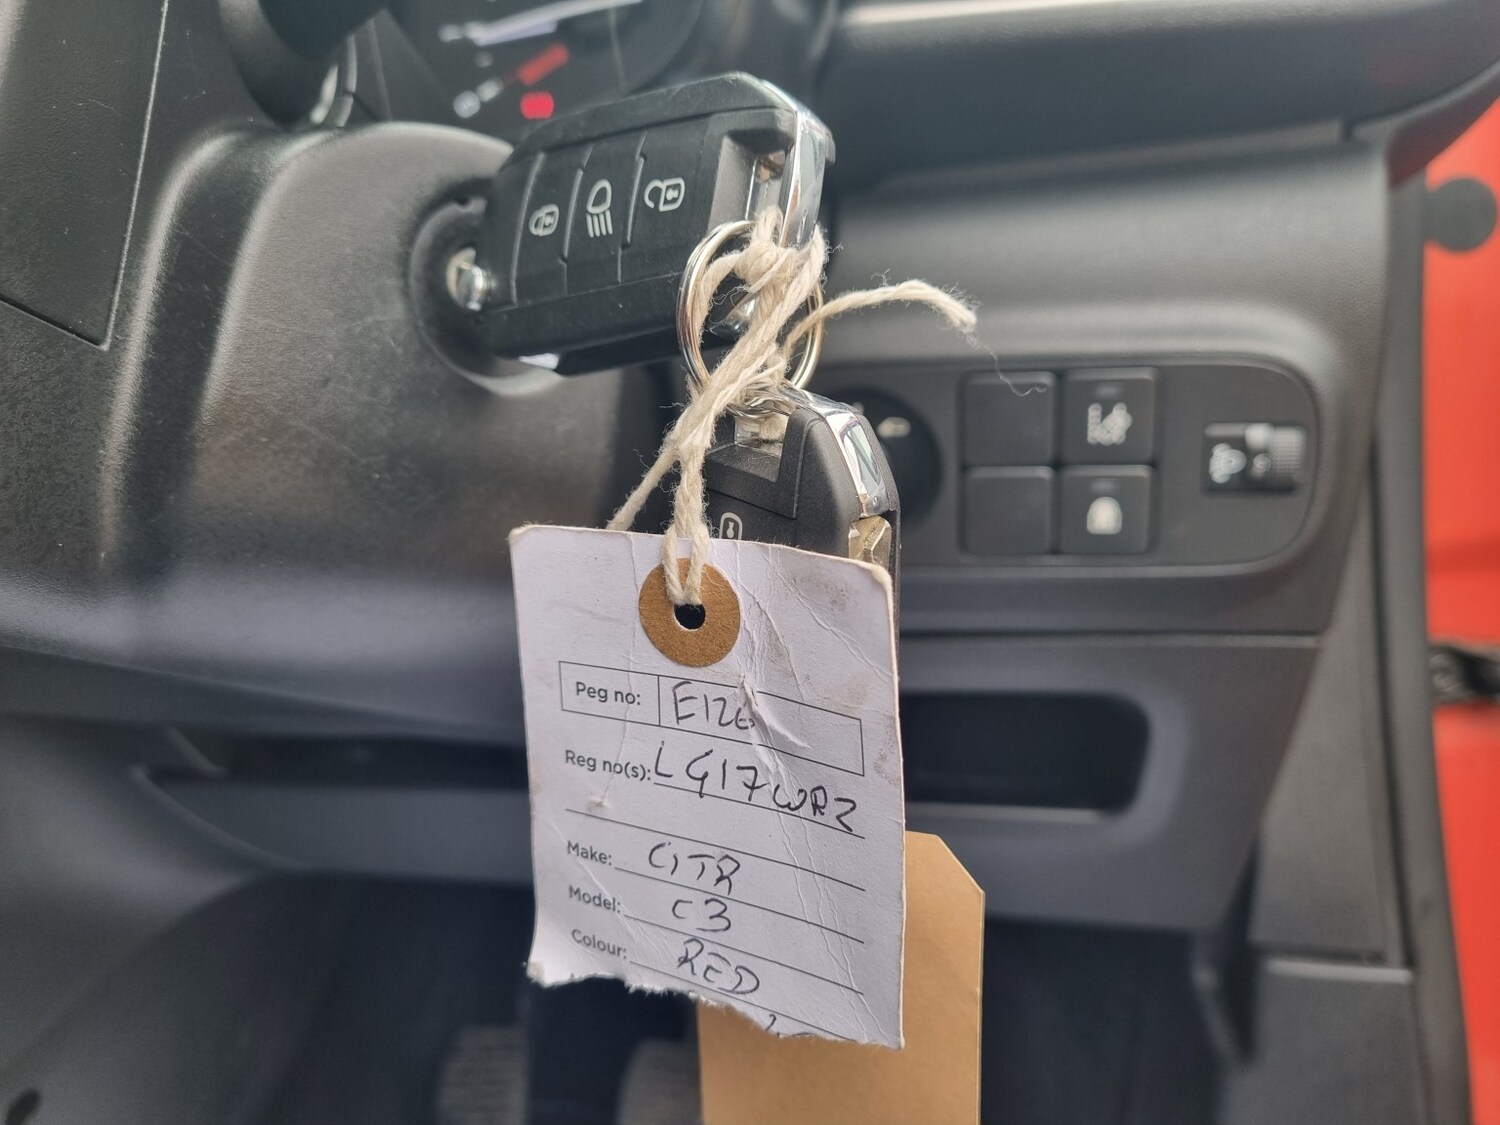 Peg no: E126
Reg no(s): LG17WRZ
Make: CITR
Model: C3
Colour: RED